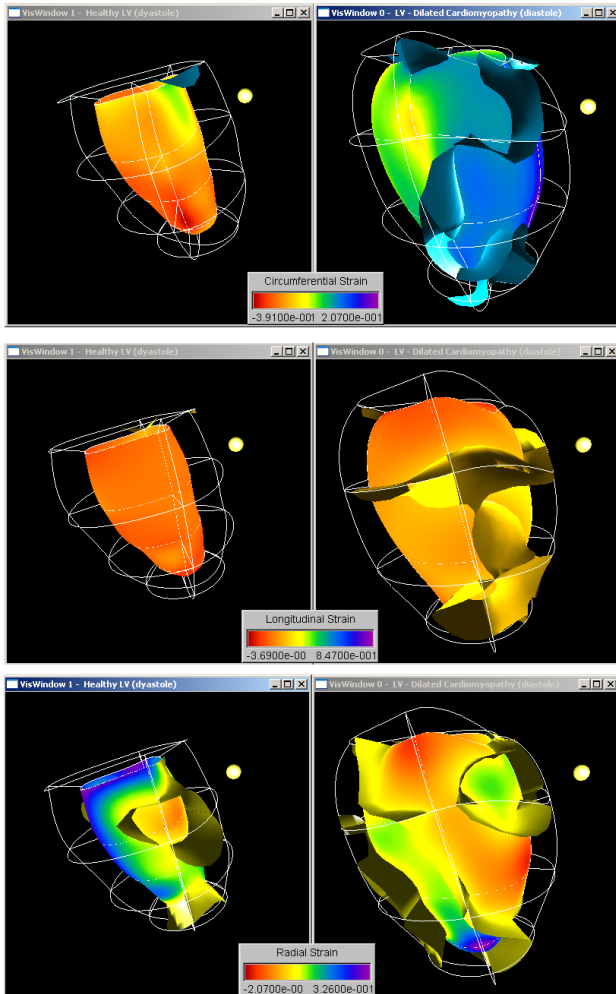 VisWindow 1 - Healthy LV (dyastole)
VisWindow 0 - LV - Dilated Cardiomyopathy (diastole)
Circumferential Strain
-3.9100e-001 2.0700e-001
VisWindow 1 - Healthy LV (dyastole)
VisWindow 0 - LV - Dilated Cardiomyopathy (diastole)
Longitudinal Strain
-3.6900e-00 8.4700e-001
VisWindow 1 - Healthy LV (dyastole)
VisWindow 0 - LV - Dilated Cardiomyopathy (diastole)
Radial Strain
-2.0700e-00 3.2600e-001